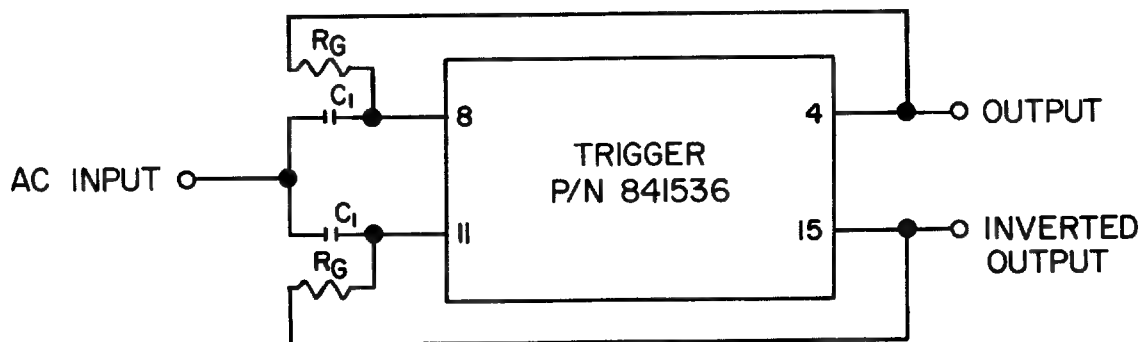 RG
C1
8
4
OUTPUT
AC INPUT
TRIGGER
P/N 841536
C1
11
15
INVERTED
OUTPUT
RG